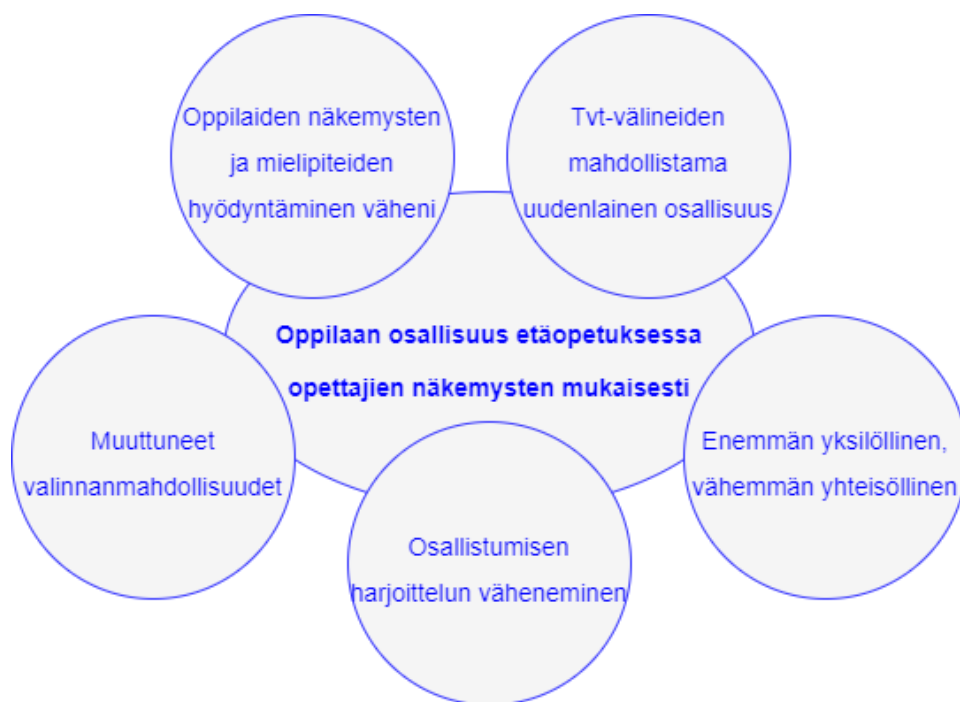 Oppilaiden näkemysten
ja mielipiteiden
hyödyntäminen väheni
Tvt-välineiden
mahdollistama
uudenlainen osallisuus
Oppilaan osallisuus etäopetuksessa
opettajien näkemysten mukaisesti
Muuttuneet
valinnanmahdollisuudet
Enemmän yksilöllinen,
vähemmän yhteisöllinen
Osallistumisen
harjoittelun väheneminen